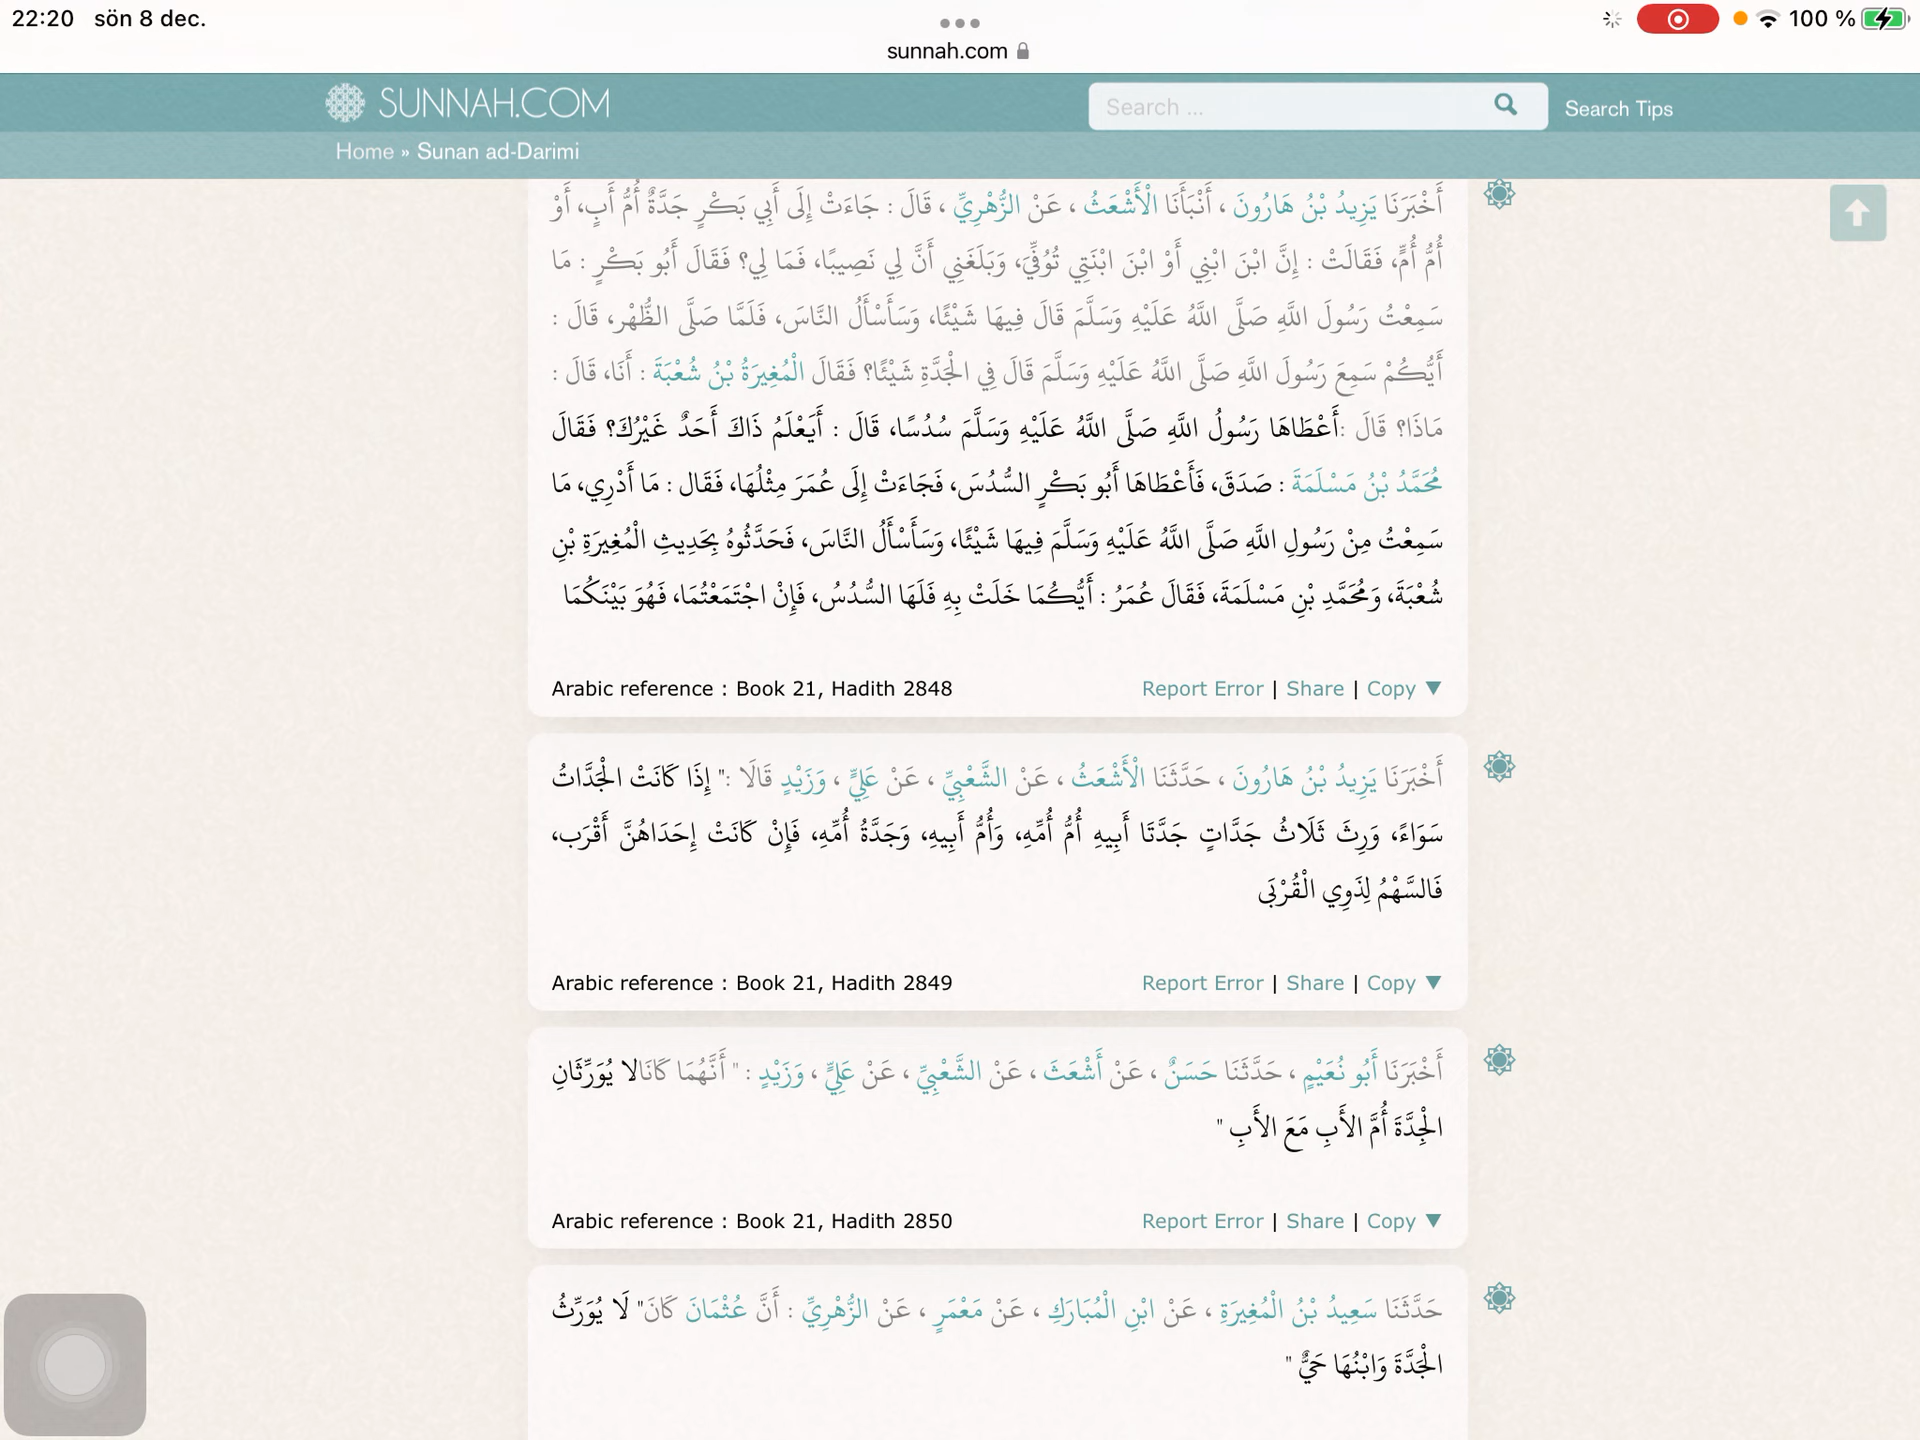 22:20 sön 8 dec.
100 %
sunnah.com
SUNNAH.COM
Search ...
Search Tips
Home » Sunan ad-Darimi
أَخْبَرَنَا يَزِيدُ بْنُ هَارُونَ ، أَنْبَأَنَا الْأَشْعَثُ ، عَنْ الزُّهْرِيِّ ، قَالَ : جَاءَتْ إِلَى أَبِي بَكْرٍ جَدَّةٌ أُمُّ أَبٍ، أَوْ
أُمُّ أُمٍّ، فَقَالَتْ : إِنَّ ابْنَ ابْنِي أَوْ ابْنَ ابْنَتِي تُوُفِّيَ، وَبَلَغَنِي أَنَّ لِي نَصِيبًا، فَمَا لِي؟ فَقَالَ أَبُو بَكْرٍ : مَا
سَمِعْتُ رَسُولَ اللَّهِ صَلَّى اللَّهُ عَلَيْهِ وَسَلَّمَ قَالَ فِيهَا شَيْئًا، وَسَأَسْأَلُ النَّاسَ، فَلَمَّا صَلَّى الظُّهْرَ، قَالَ :
أَيُّكُمْ سَمِعَ رَسُولَ اللَّهِ صَلَّى اللَّهُ عَلَيْهِ وَسَلَّمَ قَالَ فِي الْجَدَّةِ شَيْئًا؟ فَقَالَ الْمُغِيرَةُ بْنُ شُعْبَةَ : أَنَا، قَالَ :
مَاذَا؟ قَالَ :أَعْطَاهَا رَسُولُ اللَّهِ صَلَّى اللَّهُ عَلَيْهِ وَسَلَّمَ سُدُسًا، قَالَ : أَيَعْلَمُ ذَاكَ أَحَدٌ غَيْرُكَ؟ فَقَالَ
مُحَمَّدُ بْنُ مَسْلَمَةَ : صَدَقَ، فَأَعْطَاهَا أَبُو بَكْرٍ السُّدُسَ، فَجَاءَتْ إِلَى عُمَرَ مِثْلُهَا، فَقَالَ : مَا أَدْرِي، مَا
سَمِعْتُ مِنْ رَسُولِ اللَّهِ صَلَّى اللَّهُ عَلَيْهِ وَسَلَّمَ فِيهَا شَيْئًا، وَسَأَسْأَلُ النَّاسَ، فَحَدَّثُوهُ بِحَدِيثِ الْمُغِيرَةِ بْنِ
شُعْبَةَ، وَمُحَمَّدِ بْنِ مَسْلَمَةَ، فَقَالَ عُمَرُ : أَيُّكُمَا خَلَتْ بِهِ فَلَهَا السُّدُسُ، فَإِنْ اجْتَمَعْتُمَا، فَهُوَ بَيْنَكُمَا
Arabic reference : Book 21, Hadith 2848
Report Error | Share | Copy ▼
أَخْبَرَنَا يَزِيدُ بْنُ هَارُونَ ، حَدَّثَنَا الْأَشْعَثُ ، عَنْ الشَّعْبِيِّ ، عَنْ عَلِيٍّ ، وَزَيْدٍ قَالَا :" إِذَا كَانَتْ الْجَدَّاتُ
سَوَاءً، وَرِثَ ثَلَاثُ جَدَّاتٍ جَدَّتَا أَبِيهِ أُمُّ أُمِّهِ، وَأُمُّ أَبِيهِ، وَجَدَّةُ أُمِّهِ، فَإِنْ كَانَتْ إِحَدَاهُنَّ أَقْرَب،
فَالسَّهْمُ لِذَوِي الْقُرْبَى
Arabic reference : Book 21, Hadith 2849
Report Error | Share | Copy ▼
أَخْبَرَنَا أَبُو نُعَيْمٍ ، حَدَّثَنَا حَسَنٌ ، عَنْ أَشْعَثَ ، عَنْ الشَّعْبِيِّ ، عَنْ عَلِيٍّ ، وَزَيْدٍ : " أَنَّهُمَا كَانَالا يُوَرِّثَانِ
الْجِدَّةَ أُمَّ الأَبِ مَعَ الأَبِ "
Arabic reference : Book 21, Hadith 2850
Report Error | Share | Copy ▼
حَدَّثَنَا سَعِيدُ بْنُ الْمُغِيرَةِ ، عَنْ ابْنِ الْمُبَارَكِ ، عَنْ مَعْمَرٍ ، عَنْ الزُّهْرِيِّ : أَنَّ عُثْمَانَ كَانَ" لَا يُوَرِّثُ
الْجَدَّةَ وَابْنُهَا حَيٌّ "